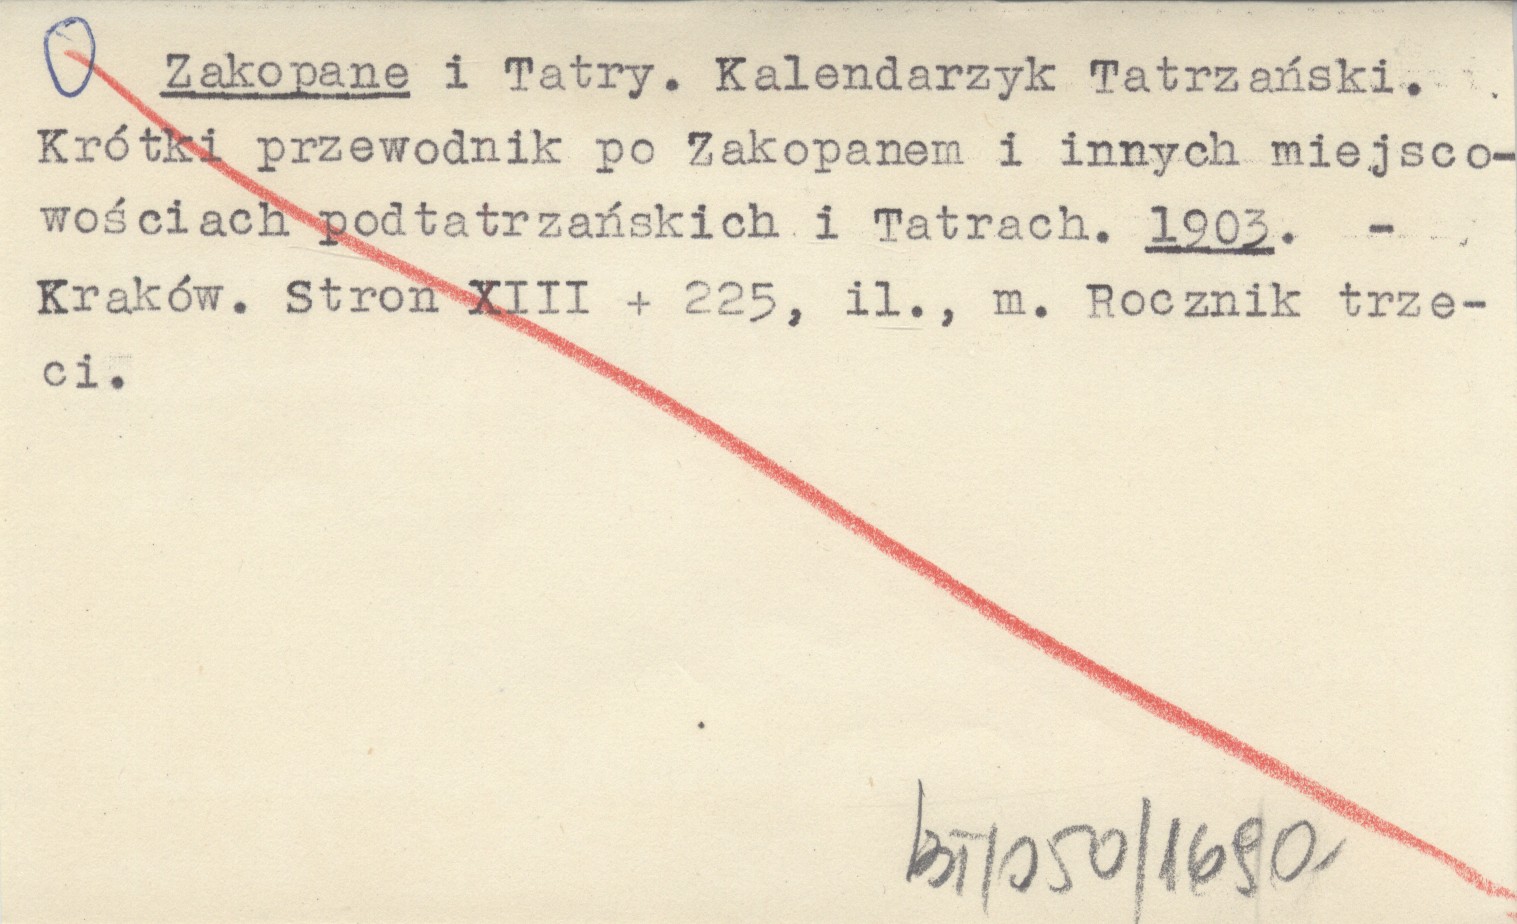 Zakopane i Tatry. Kalendarzyk Tatrzański.
Krótki przewodnik po Zakopanem i innych miejsco-
wościach podtatrzańskich i Tatrach. 1903. -
Kraków. Stron XIII + 225, il., m. Rocznik trze-
ci.